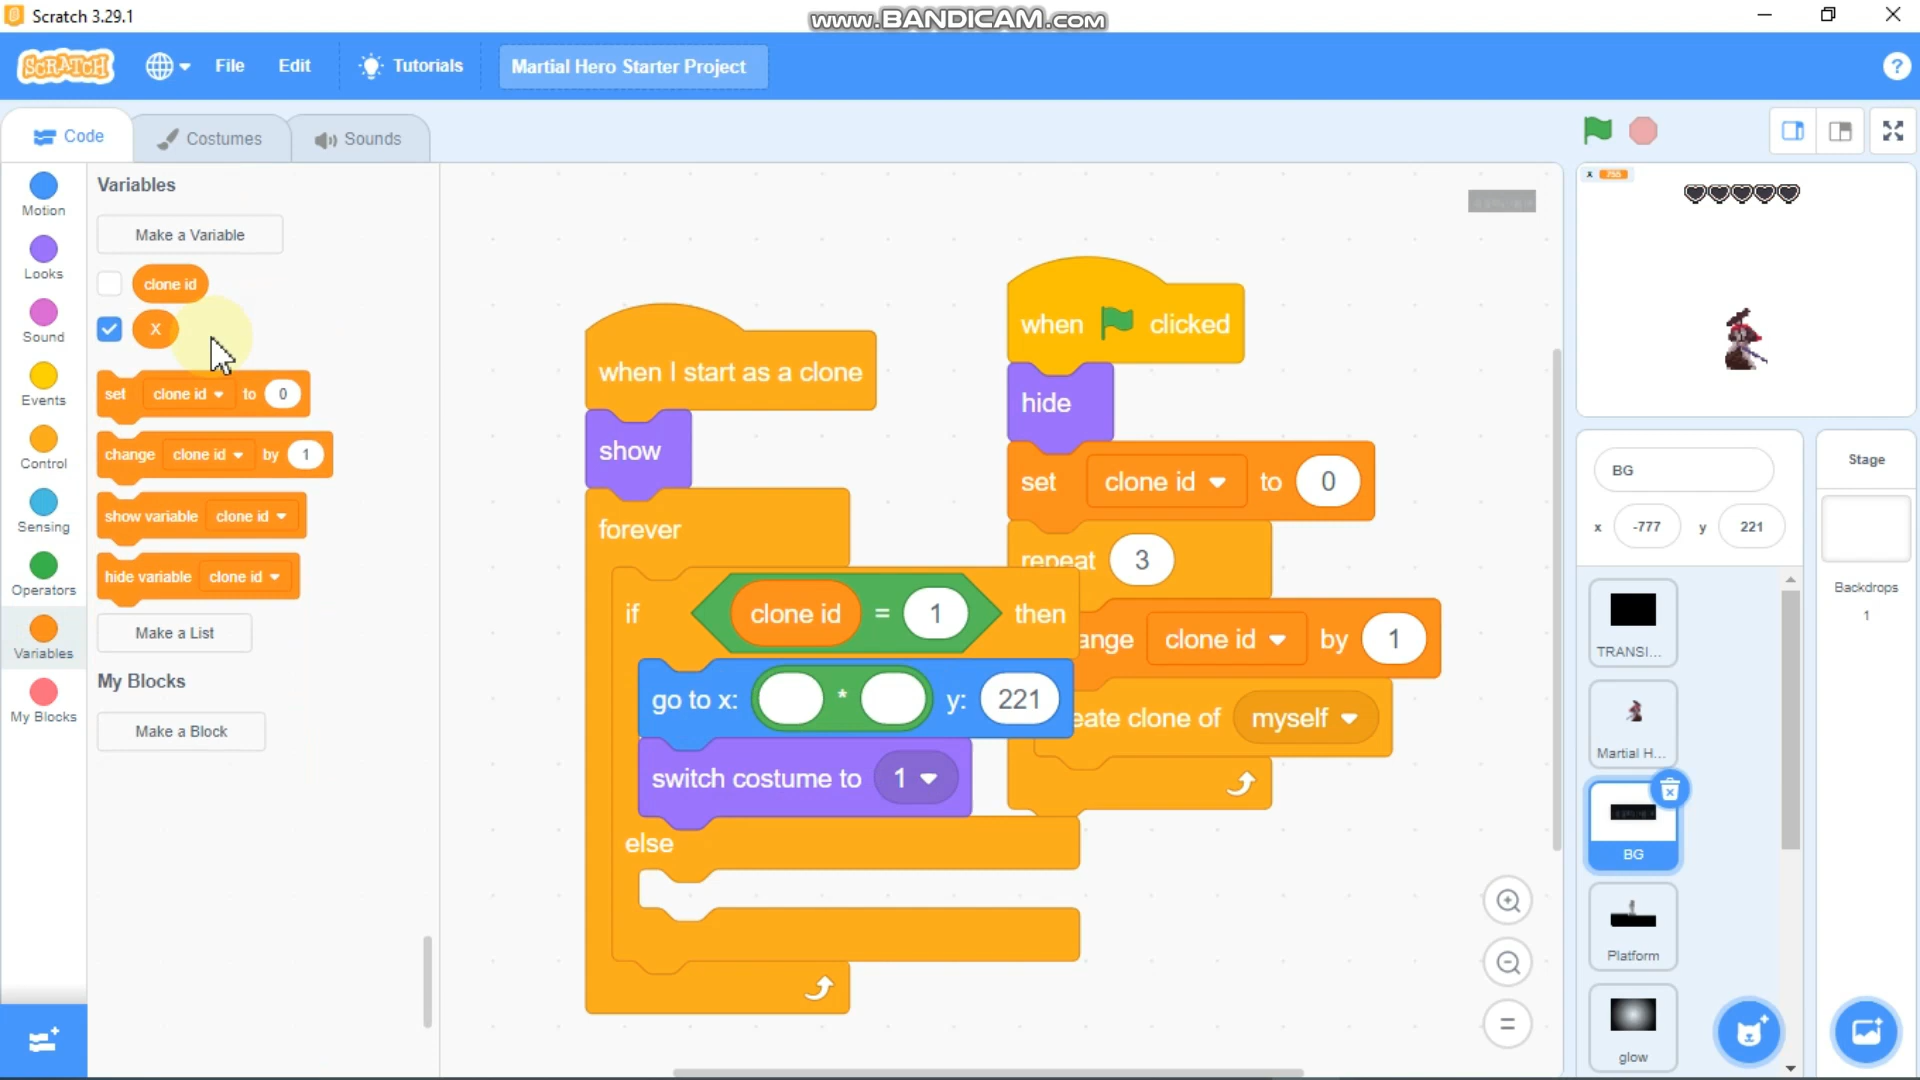 Scratch 3.29.1
www.BANDICAM.com
SCRATCH
File
Edit
Tutorials
Martial Hero Starter Project
?
Code
Costumes
Sounds
Motion
Looks
Sound
Events
Control
Sensing
Operators
Variables
My Blocks
Variables
Make a Variable
clone id
X
set clone id to 0
change clone id by 1
show variable clone id
hide variable clone id
Make a List
My Blocks
Make a Block
when I start as a clone
show
forever
if clone id = 1 then
go to x: * y: 221
switch costume to 1
else
when clicked
hide
set clone id to 0
repeat 3
ange clone id by 1
eate clone of myself
x 755
BG
x -777 y 221
TRANSI...
Martial H...
BG
Platform
glow
Stage
Backdrops
1